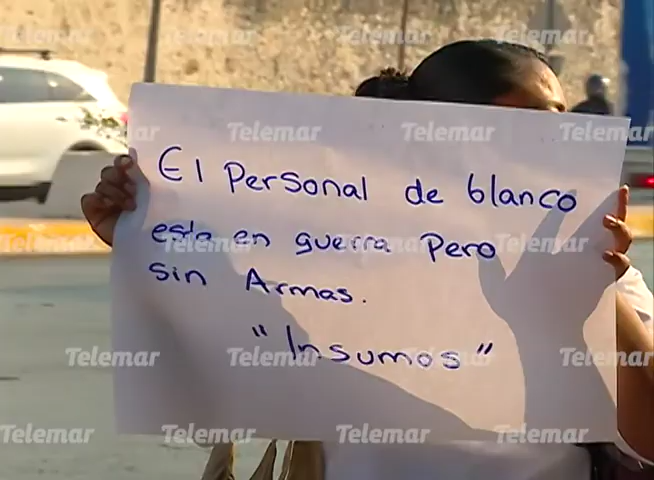 El Personal de blanco
esta en guerra Pero
sin Armas.
"Insumos"
Telemar